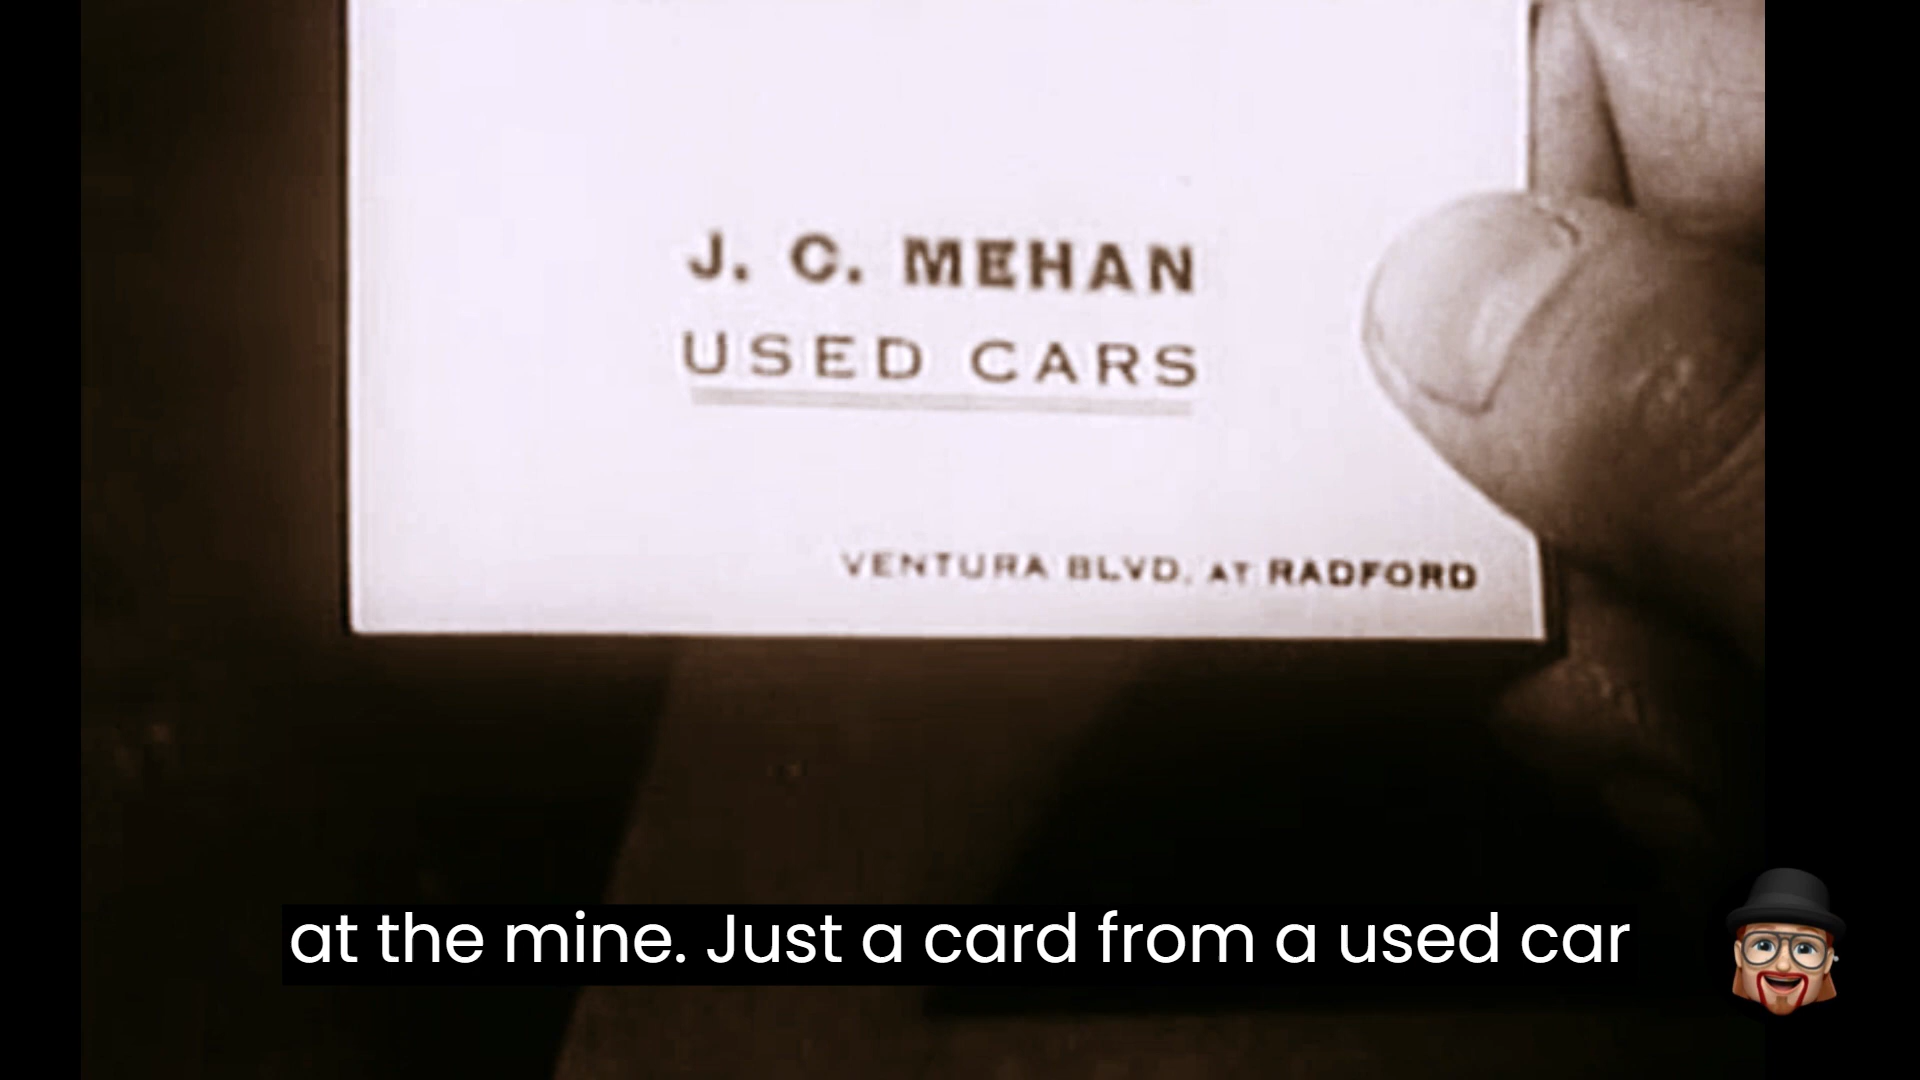 J. C. MEHAN
USED CARS
VENTURA BLVD. AT RADFORD
at the mine. Just a card from a used car